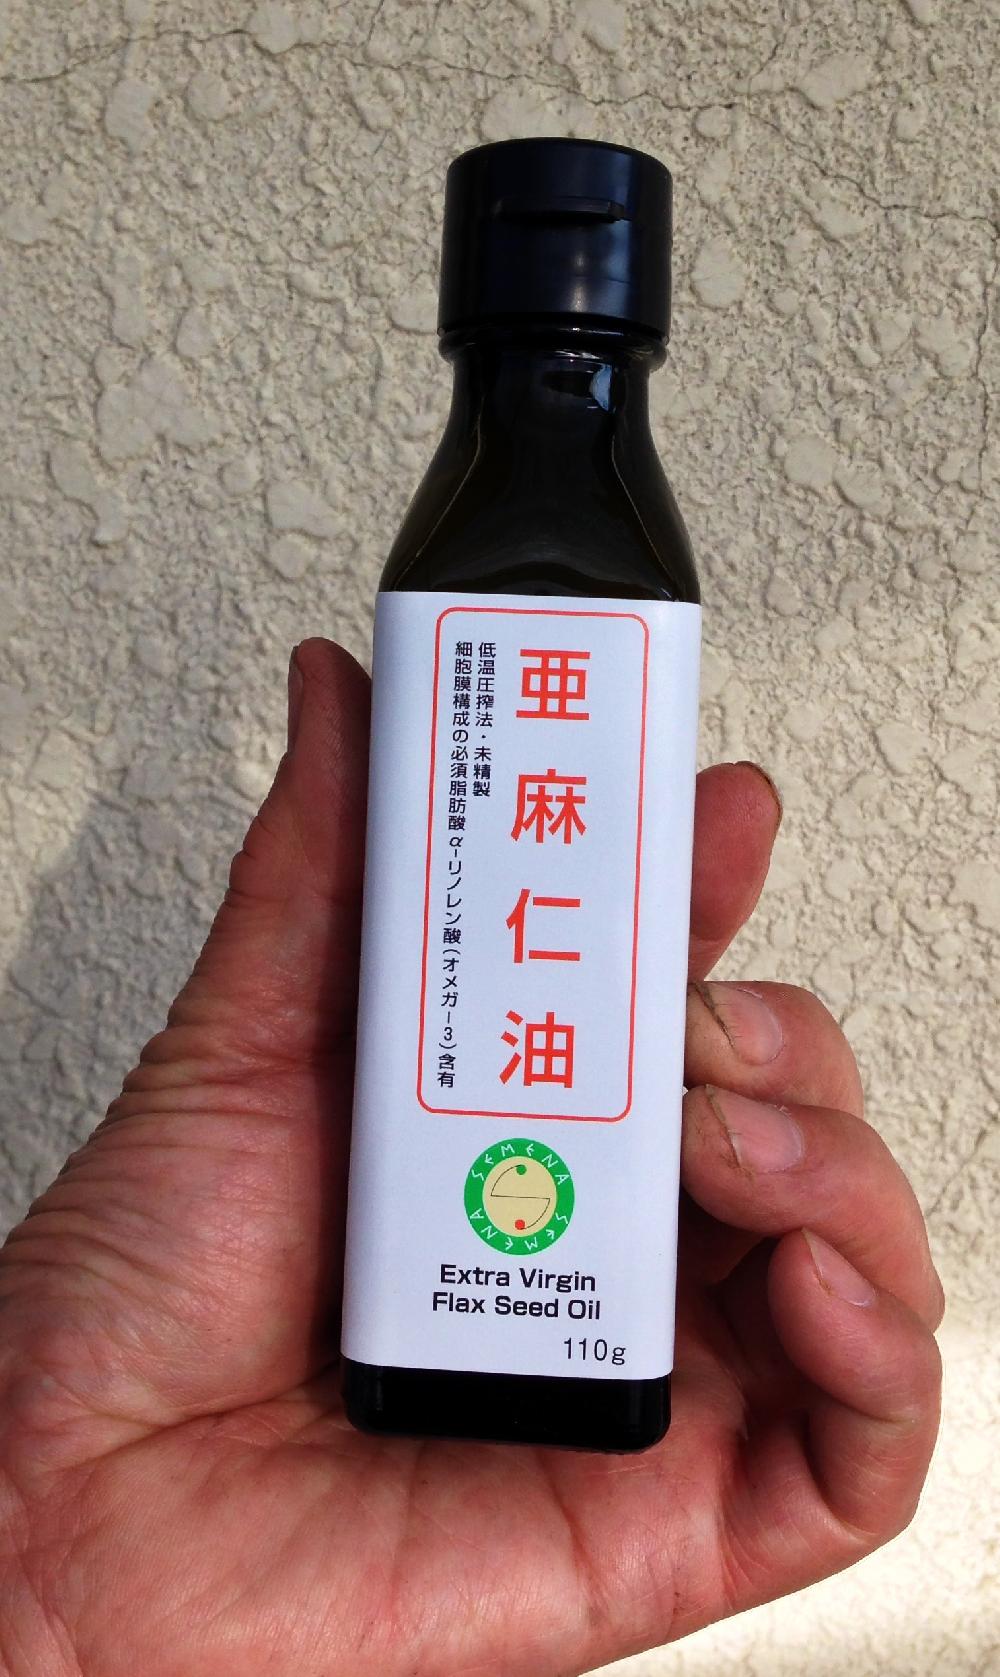 亜麻仁油
低温圧搾法・未精製
細胞膜構成の必須脂肪酸 α-リノレン酸(オメガー3)含有
SEMENA SEMENA
Extra Virgin
Flax Seed Oil
110g